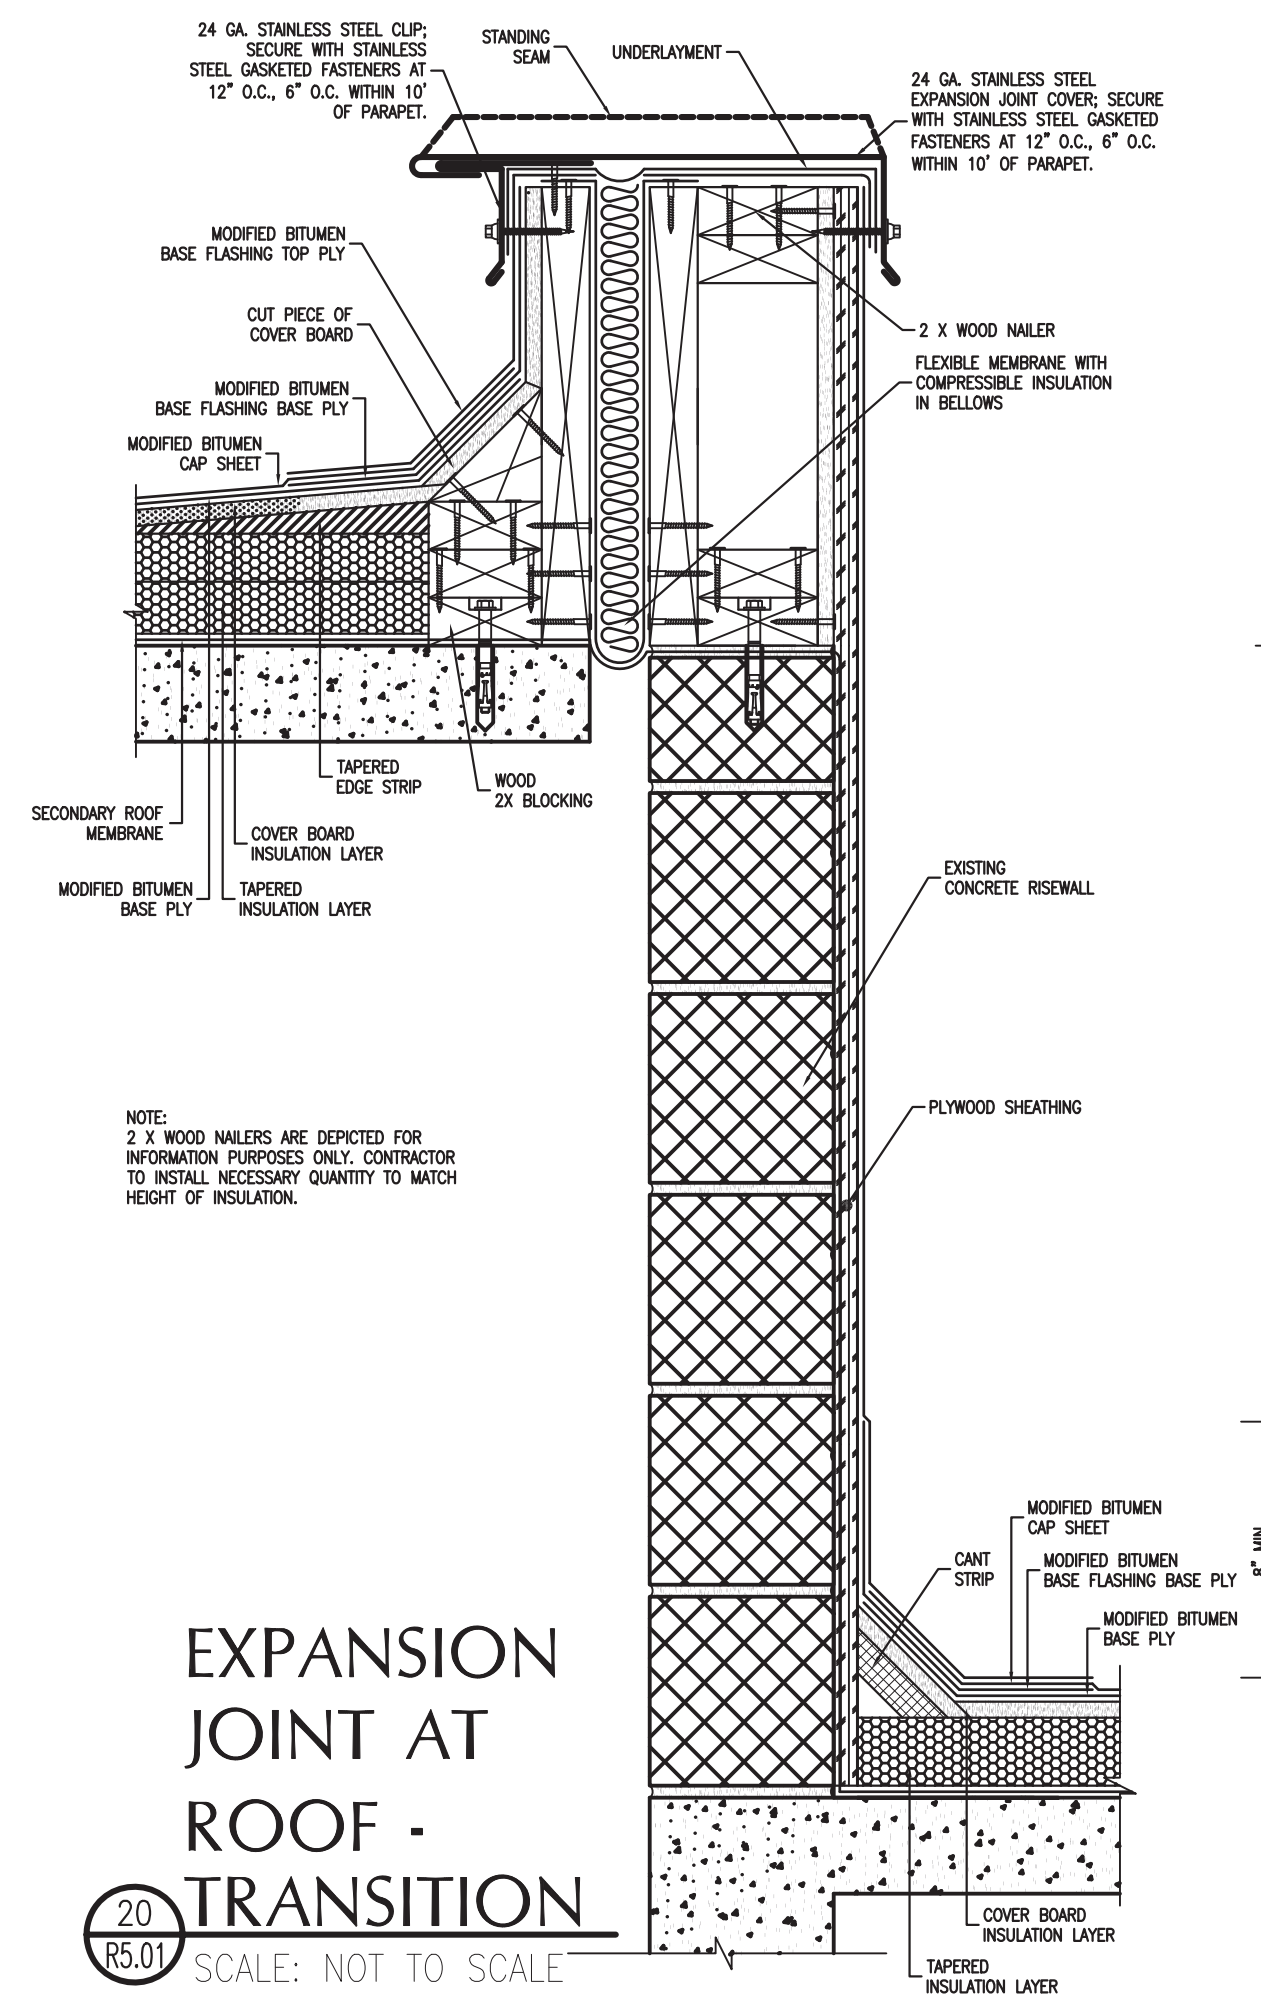 24 GA. STAINLESS STEEL CLIP;
SECURE WITH STAINLESS
STEEL GASKETED FASTENERS AT
12" O.C., 6" O.C. WITHIN 10'
OF PARAPET.
STANDING
SEAM
UNDERLAYMENT
24 GA. STAINLESS STEEL
EXPANSION JOINT COVER; SECURE
WITH STAINLESS STEEL GASKETED
FASTENERS AT 12" O.C., 6" O.C.
WITHIN 10' OF PARAPET.
MODIFIED BITUMEN
BASE FLASHING TOP PLY
CUT PIECE OF
COVER BOARD
MODIFIED BITUMEN
BASE FLASHING BASE PLY
MODIFIED BITUMEN
CAP SHEET
2 X WOOD NAILER
FLEXIBLE MEMBRANE WITH
COMPRESSIBLE INSULATION
IN BELLOWS
TAPERED
EDGE STRIP
WOOD
2X BLOCKING
SECONDARY ROOF
MEMBRANE
COVER BOARD
INSULATION LAYER
MODIFIED BITUMEN
BASE PLY
TAPERED
INSULATION LAYER
EXISTING
CONCRETE RISEWALL
PLYWOOD SHEATHING
NOTE:
2 X WOOD NAILERS ARE DEPICTED FOR
INFORMATION PURPOSES ONLY. CONTRACTOR
TO INSTALL NECESSARY QUANTITY TO MATCH
HEIGHT OF INSULATION.
MODIFIED BITUMEN
CAP SHEET
CANT
STRIP
MODIFIED BITUMEN
BASE FLASHING BASE PLY
MODIFIED BITUMEN
BASE PLY
8" MIN
EXPANSION
JOINT AT
ROOF -
TRANSITION
20
R5.01
SCALE: NOT TO SCALE
COVER BOARD
INSULATION LAYER
TAPERED
INSULATION LAYER